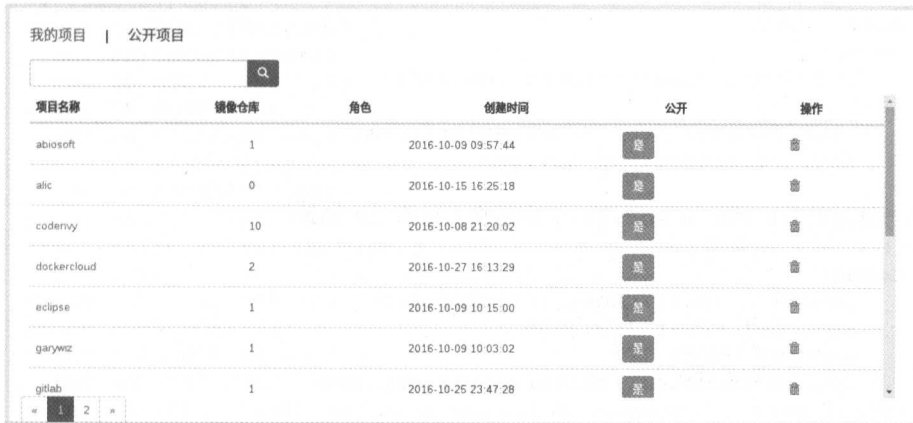 我的项目 | 公开项目
项目名称 镜像仓库 角色 创建时间 公开 操作
abiosoft 1 2016-10-09 09:57:44 是
alic 0 2016-10-15 16:25:18 是
codenvy 10 2016-10-08 21:20:02 是
dockercloud 2 2016-10-27 16:13:29 是
eclipse 1 2016-10-09 10:15:00 是
garywiz 1 2016-10-09 10:03:02 是
gitlab 1 2016-10-25 23:47:28 是
« 1 2 »